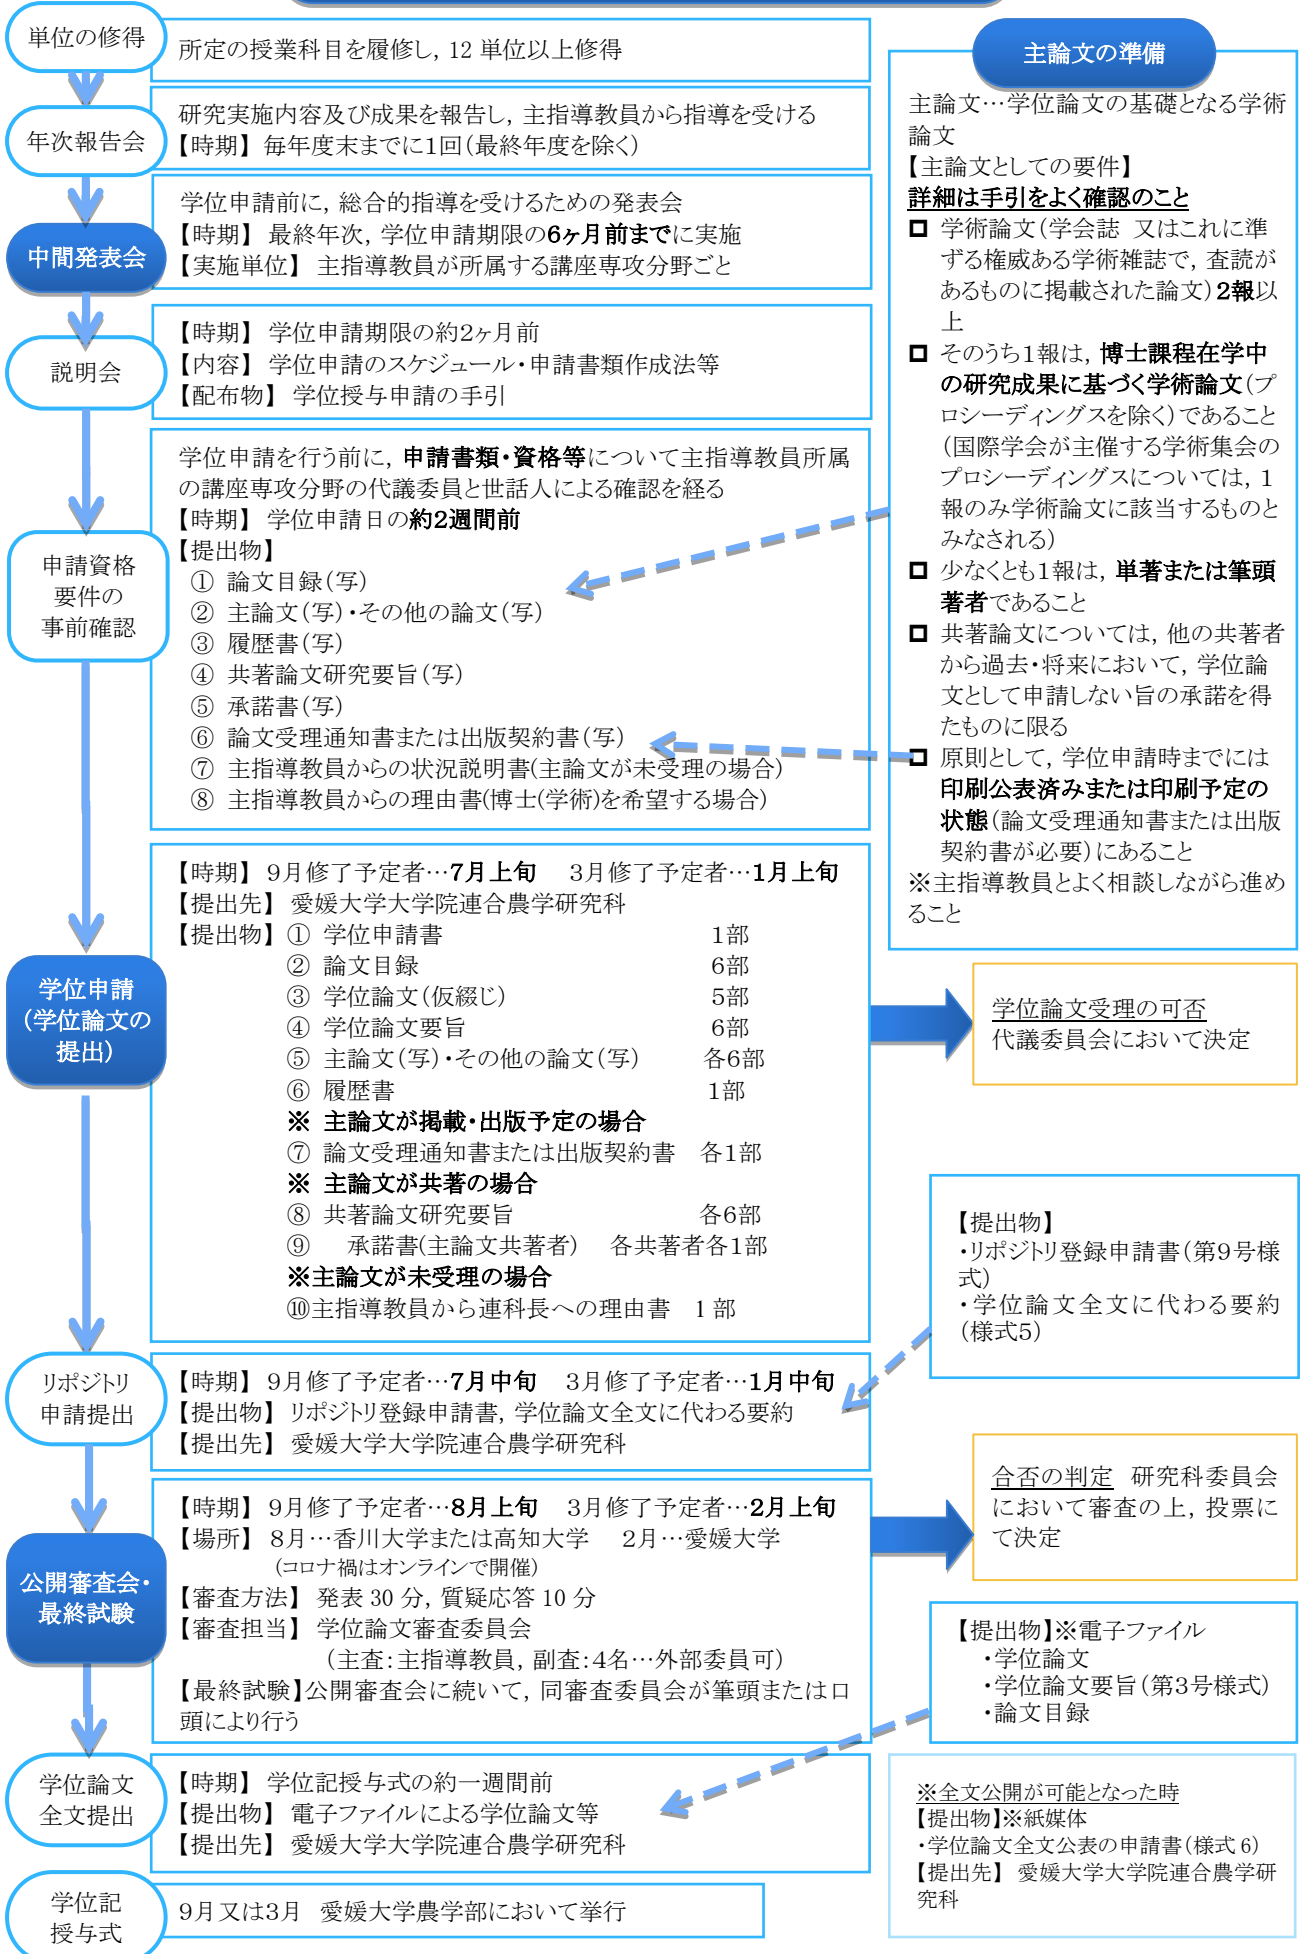 単位の修得
所定の授業科目を履修し，12 単位以上修得
年次報告会
研究実施内容及び成果を報告し，主指導教員から指導を受ける
【時期】 毎年度末までに１回（最終年度を除く）
中間発表会
学位申請前に，総合的指導を受けるための発表会
【時期】 最終年次，学位申請期限の６ヶ月前までに実施
【実施単位】 主指導教員が所属する講座専攻分野ごと
説明会
【時期】 学位申請期限の約２ヶ月前
【内容】 学位申請のスケジュール・申請書類作成法等
【配布物】 学位授与申請の手引
申請資格
要件の
事前確認
学位申請を行う前に，申請書類・資格等について主指導教員所属
の講座専攻分野の代議委員と世話人による確認を経る
【時期】 学位申請日の約２週間前
【提出物】
① 論文目録（写）
② 主論文（写）・その他の論文（写）
③ 履歴書（写）
④ 共著論文研究要旨（写）
⑤ 承諾書（写）
⑥ 論文受理通知書または出版契約書（写）
⑦ 主指導教員からの状況説明書(主論文が未受理の場合）
⑧ 主指導教員からの理由書(博士(学術)を希望する場合）
主論文の準備
主論文…学位論文の基礎となる学術
論文
【主論文としての要件】
詳細は手引をよく確認のこと
学術論文（学会誌 又はこれに準
ずる権威ある学術雑誌で，査読が
あるものに掲載された論文）２報以
上
そのうち１報は，博士課程在学中
の研究成果に基づく学術論文（プ
ロシーディングスを除く）であること
（国際学会が主催する学術集会の
プロシーディングスについては，１
報のみ学術論文に該当するものと
みなされる）
少なくとも１報は，単著または筆頭
著者であること
共著論文については，他の共著者
から過去・将来において，学位論
文として申請しない旨の承諾を得
たものに限る
原則として，学位申請時までには
印刷公表済みまたは印刷予定の
状態（論文受理通知書または出版
契約書が必要）にあること
※主指導教員とよく相談しながら進め
ること
学位申請
（学位論文の
提出）
【時期】 ９月修了予定者…７月上旬 ３月修了予定者…１月上旬
【提出先】 愛媛大学大学院連合農学研究科
【提出物】 ① 学位申請書 １部
② 論文目録 ６部
③ 学位論文（仮綴じ） ５部
④ 学位論文要旨 ６部
⑤ 主論文（写）・その他の論文（写） 各６部
⑥ 履歴書 １部
※ 主論文が掲載・出版予定の場合
⑦ 論文受理通知書または出版契約書 各１部
※ 主論文が共著の場合
⑧ 共著論文研究要旨 各６部
⑨ 承諾書(主論文共著者） 各共著者各１部
※主論文が未受理の場合
⑩主指導教員から連科長への理由書 1 部
学位論文受理の可否
代議委員会において決定
【提出物】
・リポジトリ登録申請書（第９号様
式）
・学位論文全文に代わる要約
（様式５）
リポジトリ
申請提出
【時期】 ９月修了予定者…７月中旬 ３月修了予定者…１月中旬
【提出物】 リポジトリ登録申請書，学位論文全文に代わる要約
【提出先】 愛媛大学大学院連合農学研究科
公開審査会・
最終試験
【時期】 ９月修了予定者…８月上旬 ３月修了予定者…２月上旬
【場所】 ８月…香川大学または高知大学 ２月…愛媛大学
（コロナ禍はオンラインで開催）
【審査方法】 発表 30 分，質疑応答 10 分
【審査担当】 学位論文審査委員会
（主査：主指導教員，副査：４名…外部委員可）
【最終試験】公開審査会に続いて，同審査委員会が筆頭または口
頭により行う
合否の判定 研究科委員会
において審査の上，投票に
て決定
【提出物】※電子ファイル
・学位論文
・学位論文要旨（第３号様式）
・論文目録
学位論文
全文提出
【時期】 学位記授与式の約一週間前
【提出物】 電子ファイルによる学位論文等
【提出先】 愛媛大学大学院連合農学研究科
※全文公開が可能となった時
【提出物】※紙媒体
・学位論文全文公表の申請書（様式 6）
【提出先】 愛媛大学大学院連合農学研
究科
学位記
授与式
９月又は３月 愛媛大学農学部において挙行